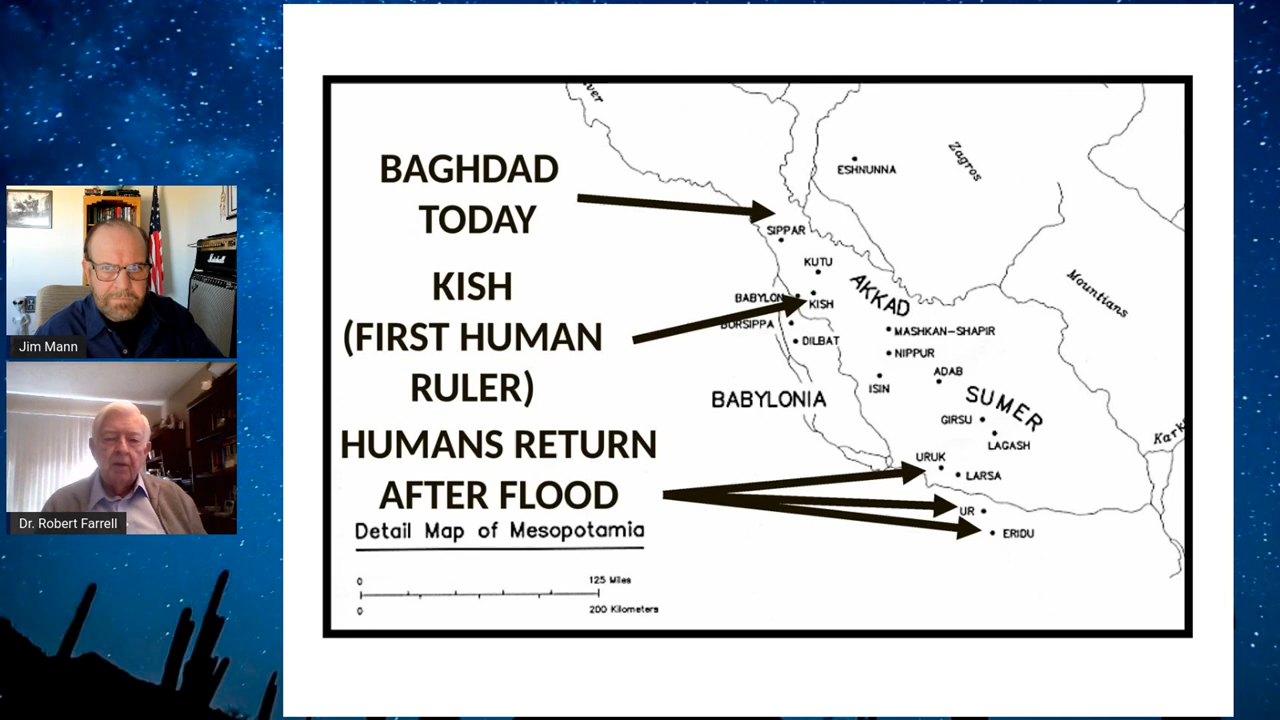 Jim Mann
Dr. Robert Farrell
BAGHDAD
TODAY
KISH
(FIRST HUMAN
RULER)
HUMANS RETURN
AFTER FLOOD
Detail Map of Mesopotamia
0
125 Miles
0
200 Kilometers
Zagros
ESHNUNNA
SIPPAR
KUTU
Mountians
AKKAD
BABYLON
KISH
BORSIPPA
MASHKAN-SHAPIR
DILBAT
NIPPUR
ADAB
ISIN
BABYLONIA
SUMER
GIRSU
LAGASH
URUK
LARSA
UR
ERIDU
Marshall